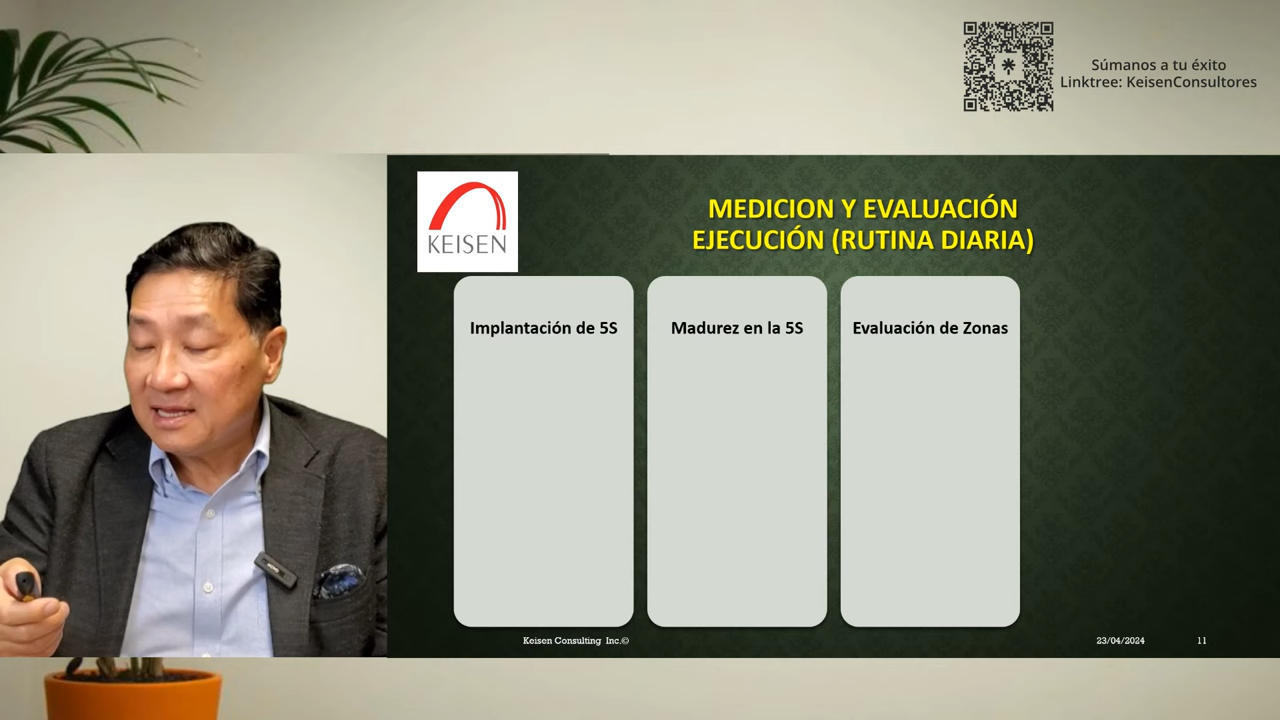 Súmanos a tu éxito
Linktree: KeisenConsultores
KEISEN
MEDICION Y EVALUACIÓN
EJECUCIÓN (RUTINA DIARIA)
Implantación de 5S
Madurez en la 5S
Evaluación de Zonas
Keisen Consulting Inc.©
23/04/2024
11